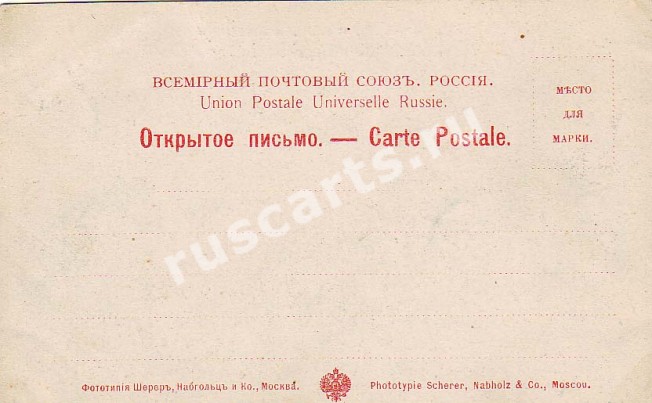 ВСЕМІРНЫЙ ПОЧТОВЫЙ СОЮЗЪ. РОССІЯ.
Union Postale Universelle Russie.
Открытое письмо. — Carte Postale.
МѢСТО
ДЛЯ
МАРКИ.
ruscarts.ru
Фототипія Шереръ, Набгольцъ и Ко., Москва.
Phototypie Scherer, Nabholz & Co., Moscou.